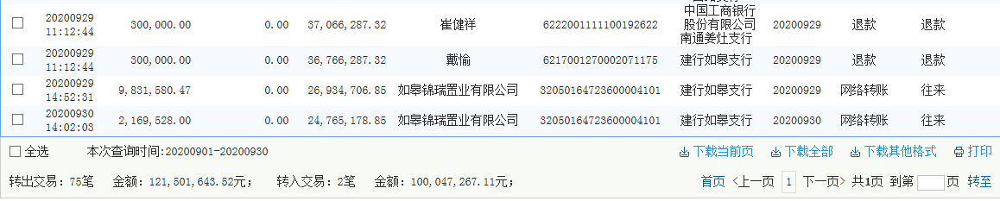 中国工商银行
20200929 300,000.00 0.00 37,066,287.32 崔健祥 6222001111100192622 股份有限公司 20200929 退款 退款
11:12:44 南通姜灶支行
20200929 300,000.00 0.00 36,766,287.32 戴愉 6217001270002071175 建行如皋支行 20200929 退款 退款
11:12:44
20200929 9,831,580.47 0.00 26,934,706.85 如皋锦瑞置业有限公司 32050164723600004101 建行如皋支行 20200929 网络转账 往来
14:52:31
20200930 2,169,528.00 0.00 24,765,178.85 如皋锦瑞置业有限公司 32050164723600004101 建行如皋支行 20200930 网络转账 往来
14:02:03
全选 本次查询时间:20200901-20200930 下载当前页 下载全部 下载其他格式 打印
转出交易：75笔 金额：121,501,643.52元； 转入交易：2笔 金额：100,047,267.11元； 首页 <上一页 1 下一页> 共1页 到第 页 转至